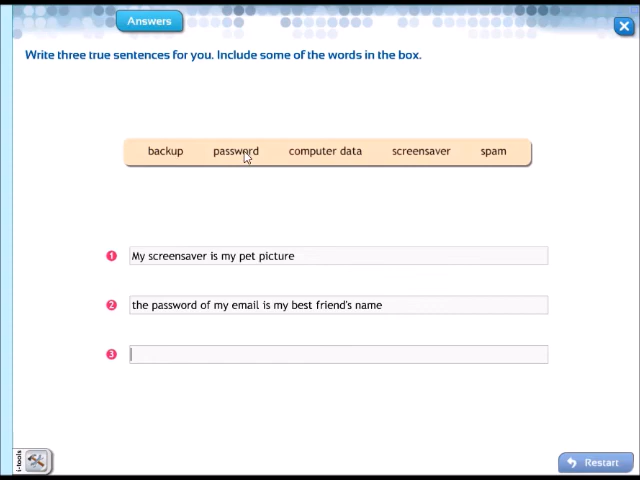 Answers
Write three true sentences for you. Include some of the words in the box.
backup password computer data screensaver spam
1 My screensaver is my pet picture
2 the password of my email is my best friend's name
3
i-tools
Restart